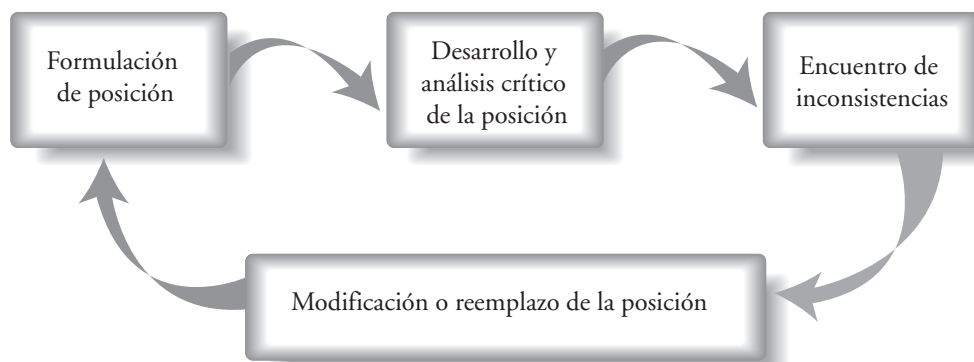 Formulación
de posición
Desarrollo y
análisis crítico
de la posición
Encuentro de
inconsistencias
Modificación o reemplazo de la posición